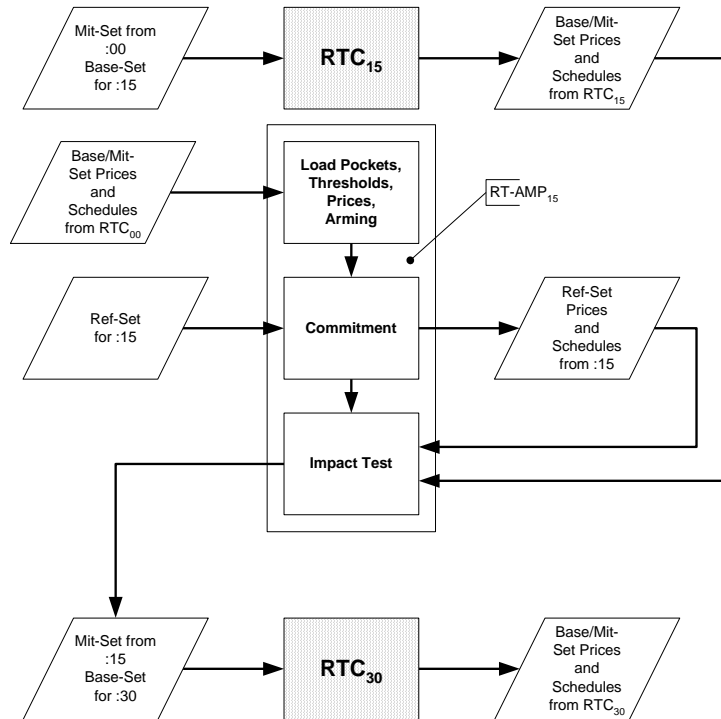 Mit-Set from
:00
Base-Set
for :15
RTC15
Base/Mit-
Set Prices
and
Schedules
from RTC15
Base/Mit-
Set Prices
and
Schedules
from RTC00
Load Pockets,
Thresholds,
Prices,
Arming
RT-AMP15
Ref-Set
for :15
Commitment
Ref-Set
Prices
and
Schedules
from :15
Impact Test
Mit-Set from
:15
Base-Set
for :30
RTC30
Base/Mit-
Set Prices
and
Schedules
from RTC30